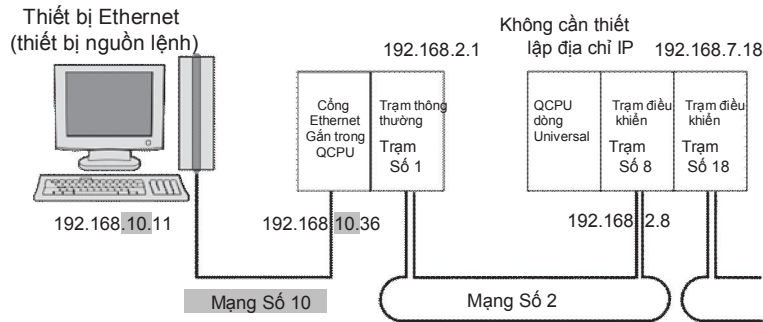 Thiết bị Ethernet
(thiết bị nguồn lệnh)
192.168.2.1
Không cần thiết
lập địa chỉ IP
192.168.7.18
Cổng
Ethernet
Gắn trong
QCPU
Trạm thông
thường
Trạm
Số 1
QCPU
dòng
Universal
Trạm điều
khiển
Trạm
Số 8
Trạm điều
khiển
Trạm
Số 18
192.168.10.11
192.168 10.36
192.168 2.8
Mạng Số 10
Mạng Số 2